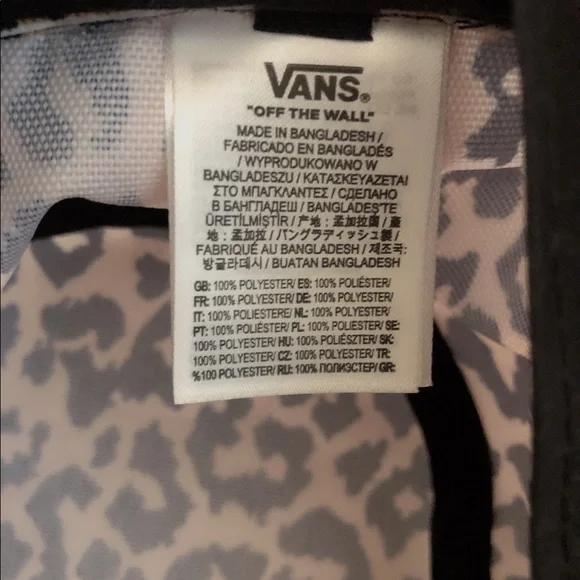 VANS®
"OFF THE WALL"
MADE IN BANGLADESH /
FABRICADO EN BANGLADÉS
/ WYPRODUKOWANO W
BANGLADESZU / ΚΑΤΑΣΚΕΥΑΖΕΤΑΙ
ΣΤΟ ΜΠΑΓΚΛΑΝΤΕΣ / СДЕЛАНО
В БАНГЛАДЕШ / BANGLADEŞ'TE
ÜRETİLMİŞTİR / 产地：孟加拉国 / 產
地：孟加拉 / バングラディッシュ製 /
FABRIQUÉ AU BANGLADESH / 제조국:
방글라데시 / BUATAN BANGLADESH
GB: 100% POLYESTER/ ES: 100% POLIÉSTER/
FR: 100% POLYESTER/ DE: 100% POLYESTER/
IT: 100% POLIESTERE/ NL: 100% POLYESTER/
PT: 100% POLIÉSTER/ PL: 100% POLIESTER/ SE:
100% POLYESTER/ HU: 100% POLIÉSZTER/ SK:
100% POLYESTER/ CZ: 100% POLYESTER/ TR:
%100 POLYESTER/ RU: 100% ПОЛИЭСТЕР/ GR: